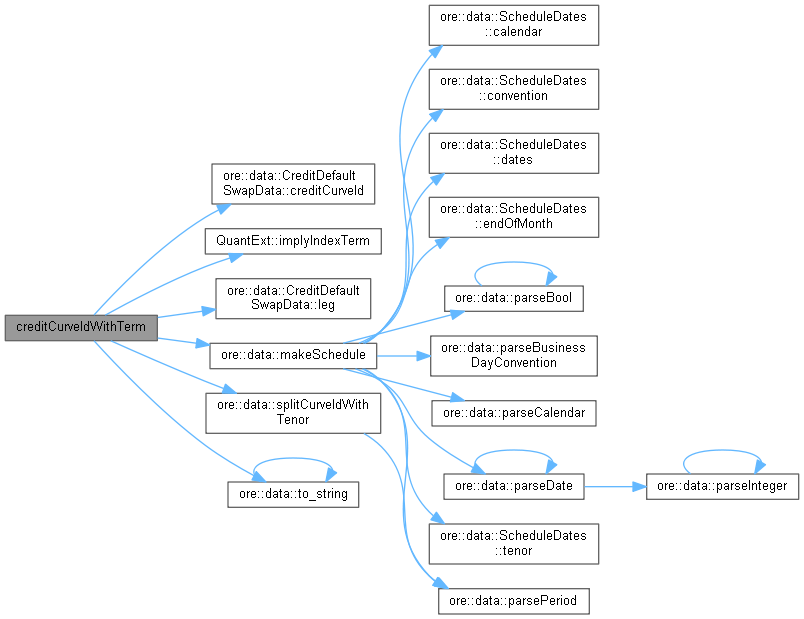 ore::data::ScheduleDates
::calendar
ore::data::ScheduleDates
::convention
ore::data::ScheduleDates
::dates
ore::data::CreditDefault
SwapData::creditCurveId
ore::data::ScheduleDates
::endOfMonth
QuantExt::implyIndexTerm
ore::data::CreditDefault
SwapData::leg
ore::data::parseBool
creditCurveIdWithTerm
ore::data::makeSchedule
ore::data::parseBusiness
DayConvention
ore::data::splitCurveIdWith
Tenor
ore::data::parseCalendar
ore::data::to_string
ore::data::parseDate
ore::data::parseInteger
ore::data::ScheduleDates
::tenor
ore::data::parsePeriod